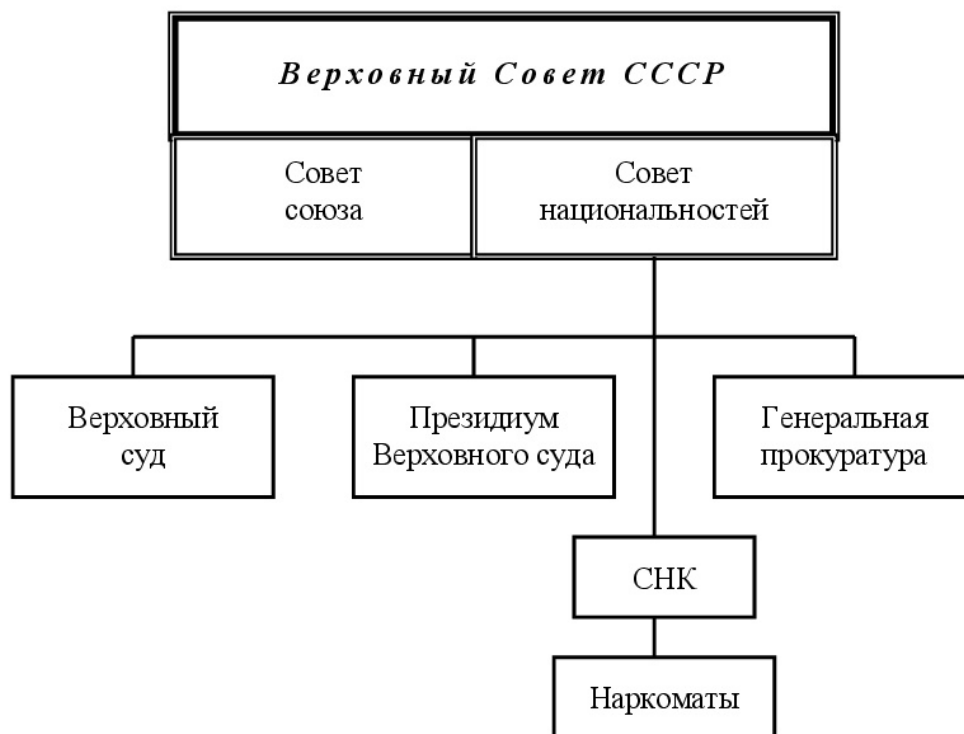 Верховный Совет СССР
Совет
союза
Совет
национальностей
Верховный
суд
Президиум
Верховного суда
Генеральная
прокуратура
СНК
Наркоматы